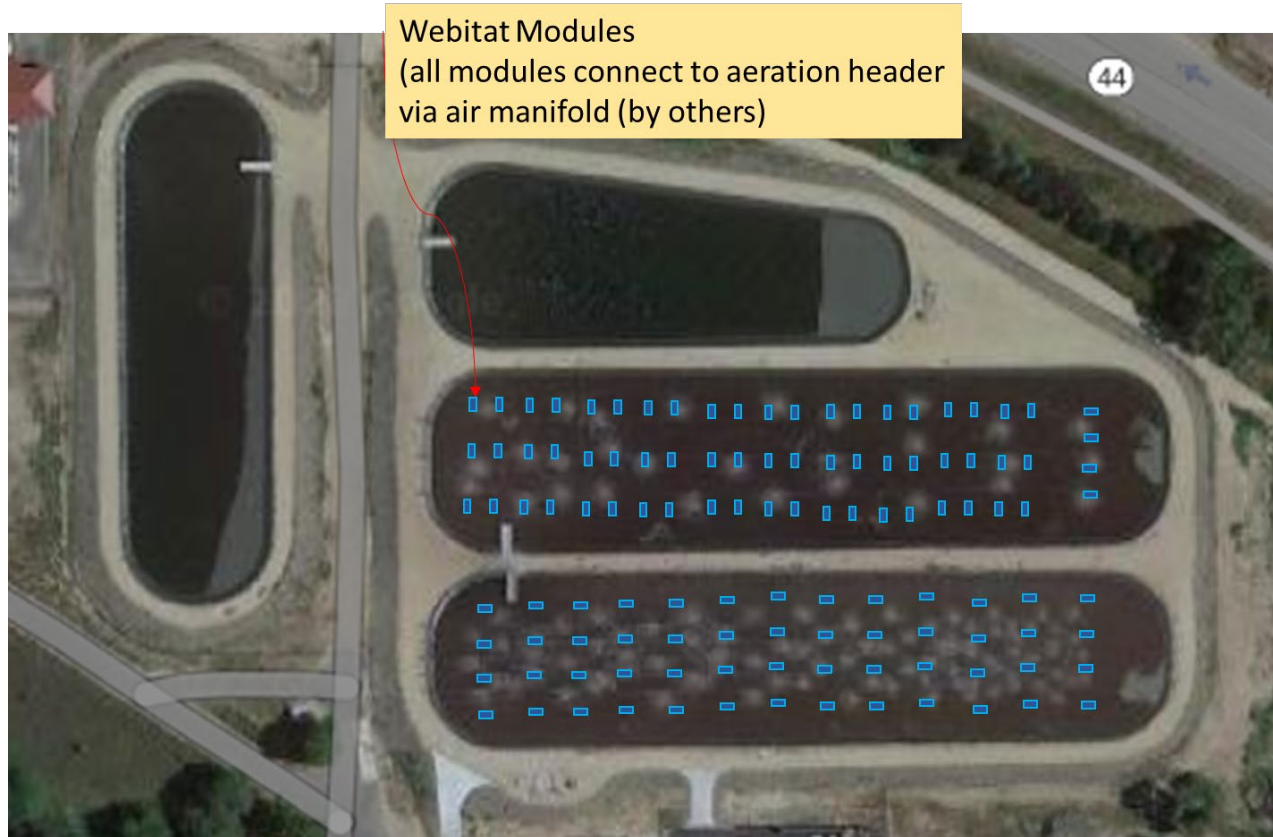 Webitat Modules
(all modules connect to aeration header
via air manifold (by others)
44